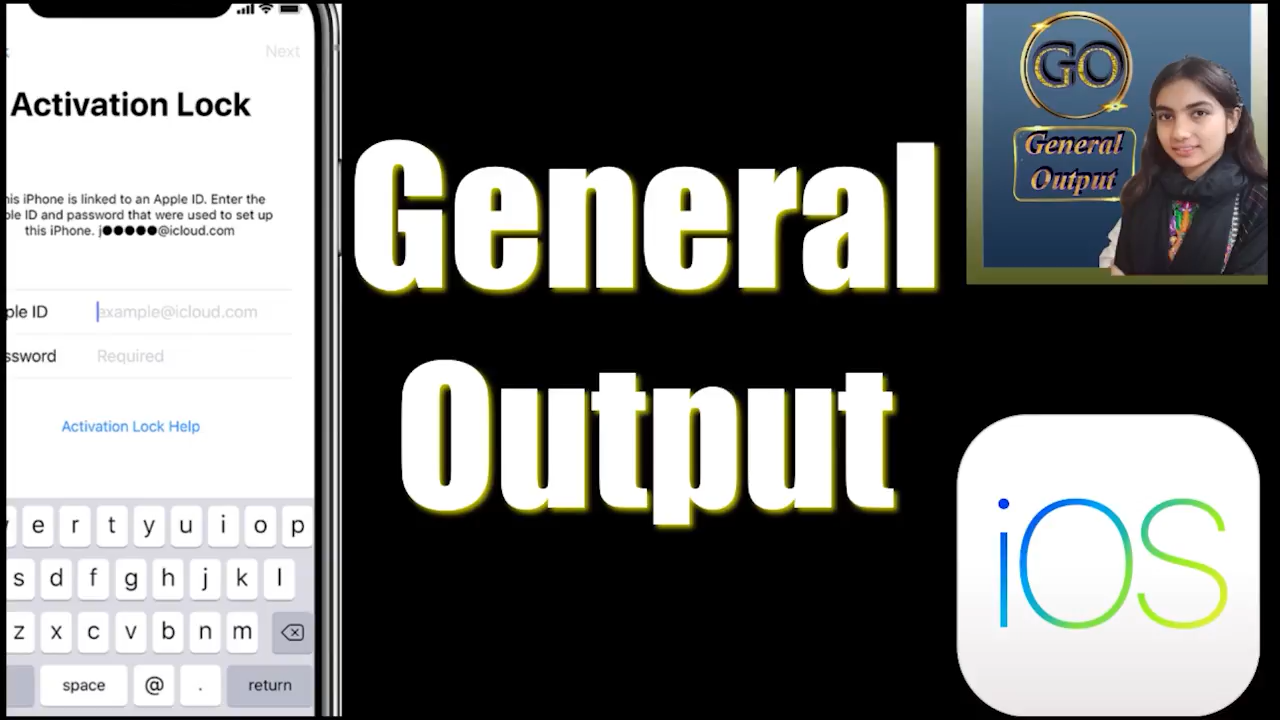 Next
Activation Lock
his iPhone is linked to an Apple ID. Enter the
ple ID and password that were used to set up
this iPhone. j●●●●●@icloud.com
ple ID example@icloud.com
ssword Required
Activation Lock Help
e r t y u i o p
s d f g h j k l
z x c v b n m
space @ . return
General
Output
GO
General
Output
iOS